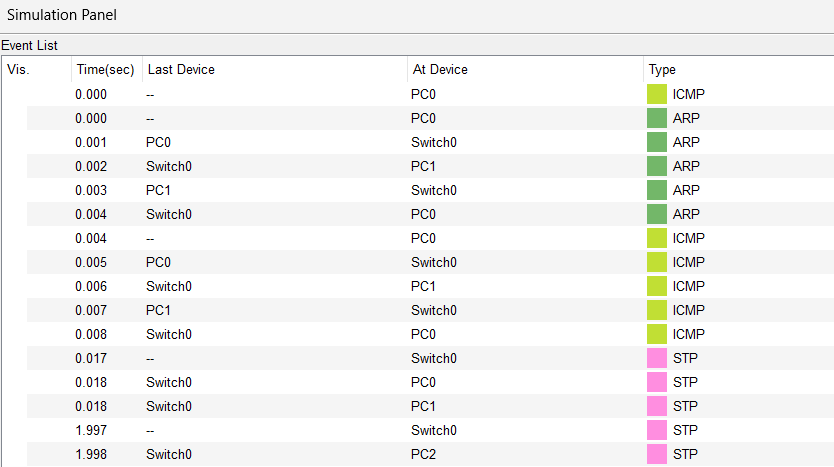 Simulation Panel
Event List
Vis. Time(sec) Last Device At Device Type
0.000 -- PC0 ICMP
0.000 -- PC0 ARP
0.001 PC0 Switch0 ARP
0.002 Switch0 PC1 ARP
0.003 PC1 Switch0 ARP
0.004 Switch0 PC0 ARP
0.004 -- PC0 ICMP
0.005 PC0 Switch0 ICMP
0.006 Switch0 PC1 ICMP
0.007 PC1 Switch0 ICMP
0.008 Switch0 PC0 ICMP
0.017 -- Switch0 STP
0.018 Switch0 PC0 STP
0.018 Switch0 PC1 STP
1.997 -- Switch0 STP
1.998 Switch0 PC2 STP